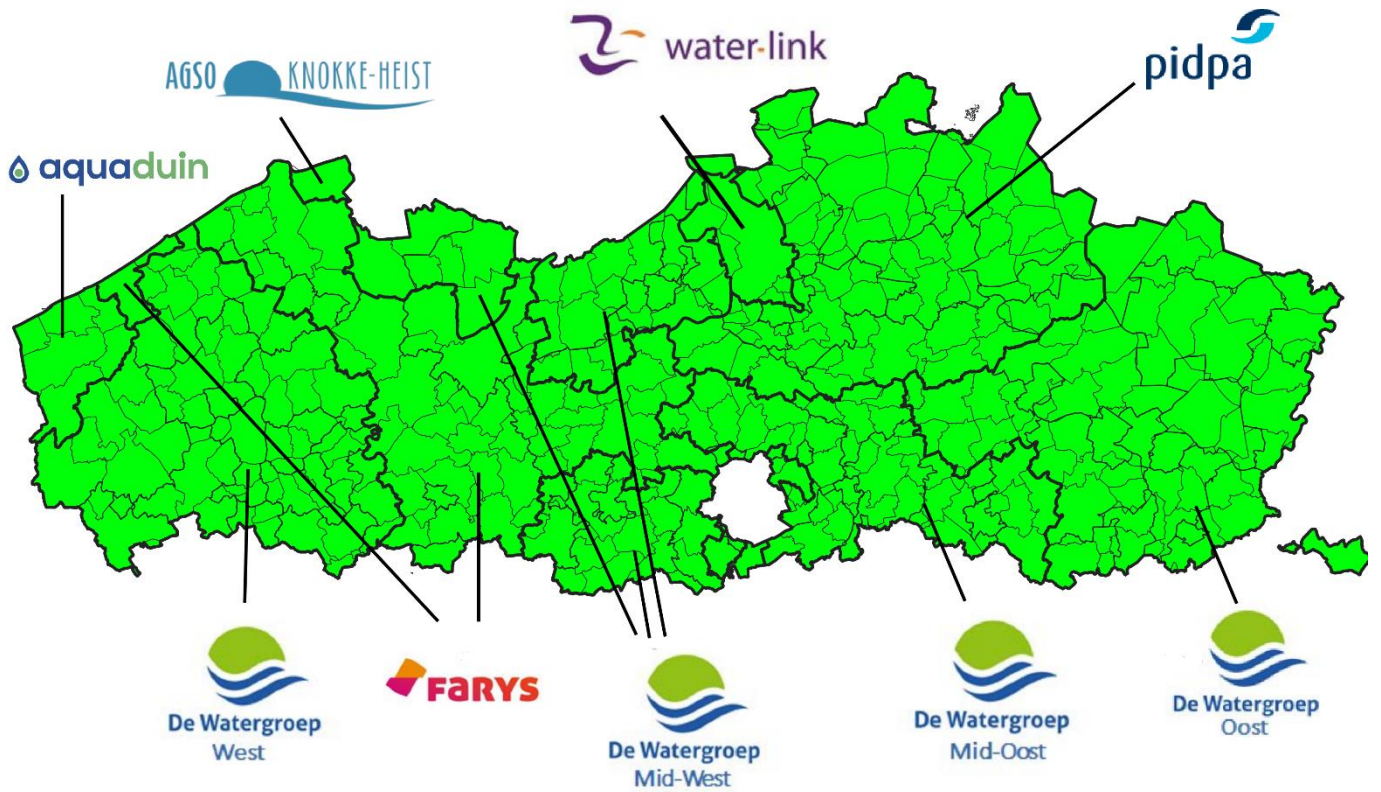 water-link
pidpa
AGSO KNOKKE-HEIST
aquaduin
De Watergroep
West
FARYS
De Watergroep
Mid-West
De Watergroep
Mid-Oost
De Watergroep
Oost